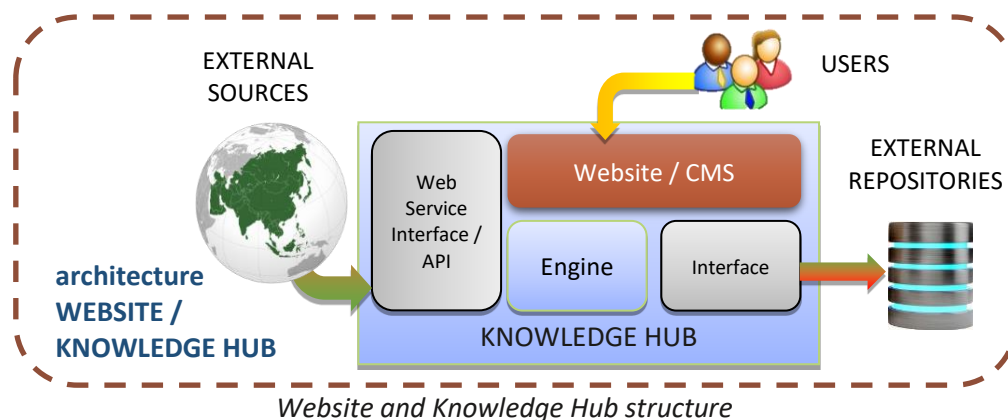 EXTERNAL
SOURCES
USERS
Web
Service
Interface /
API
Website / CMS
EXTERNAL
REPOSITORIES
Engine
Interface
architecture
WEBSITE /
KNOWLEDGE HUB
KNOWLEDGE HUB
Website and Knowledge Hub structure